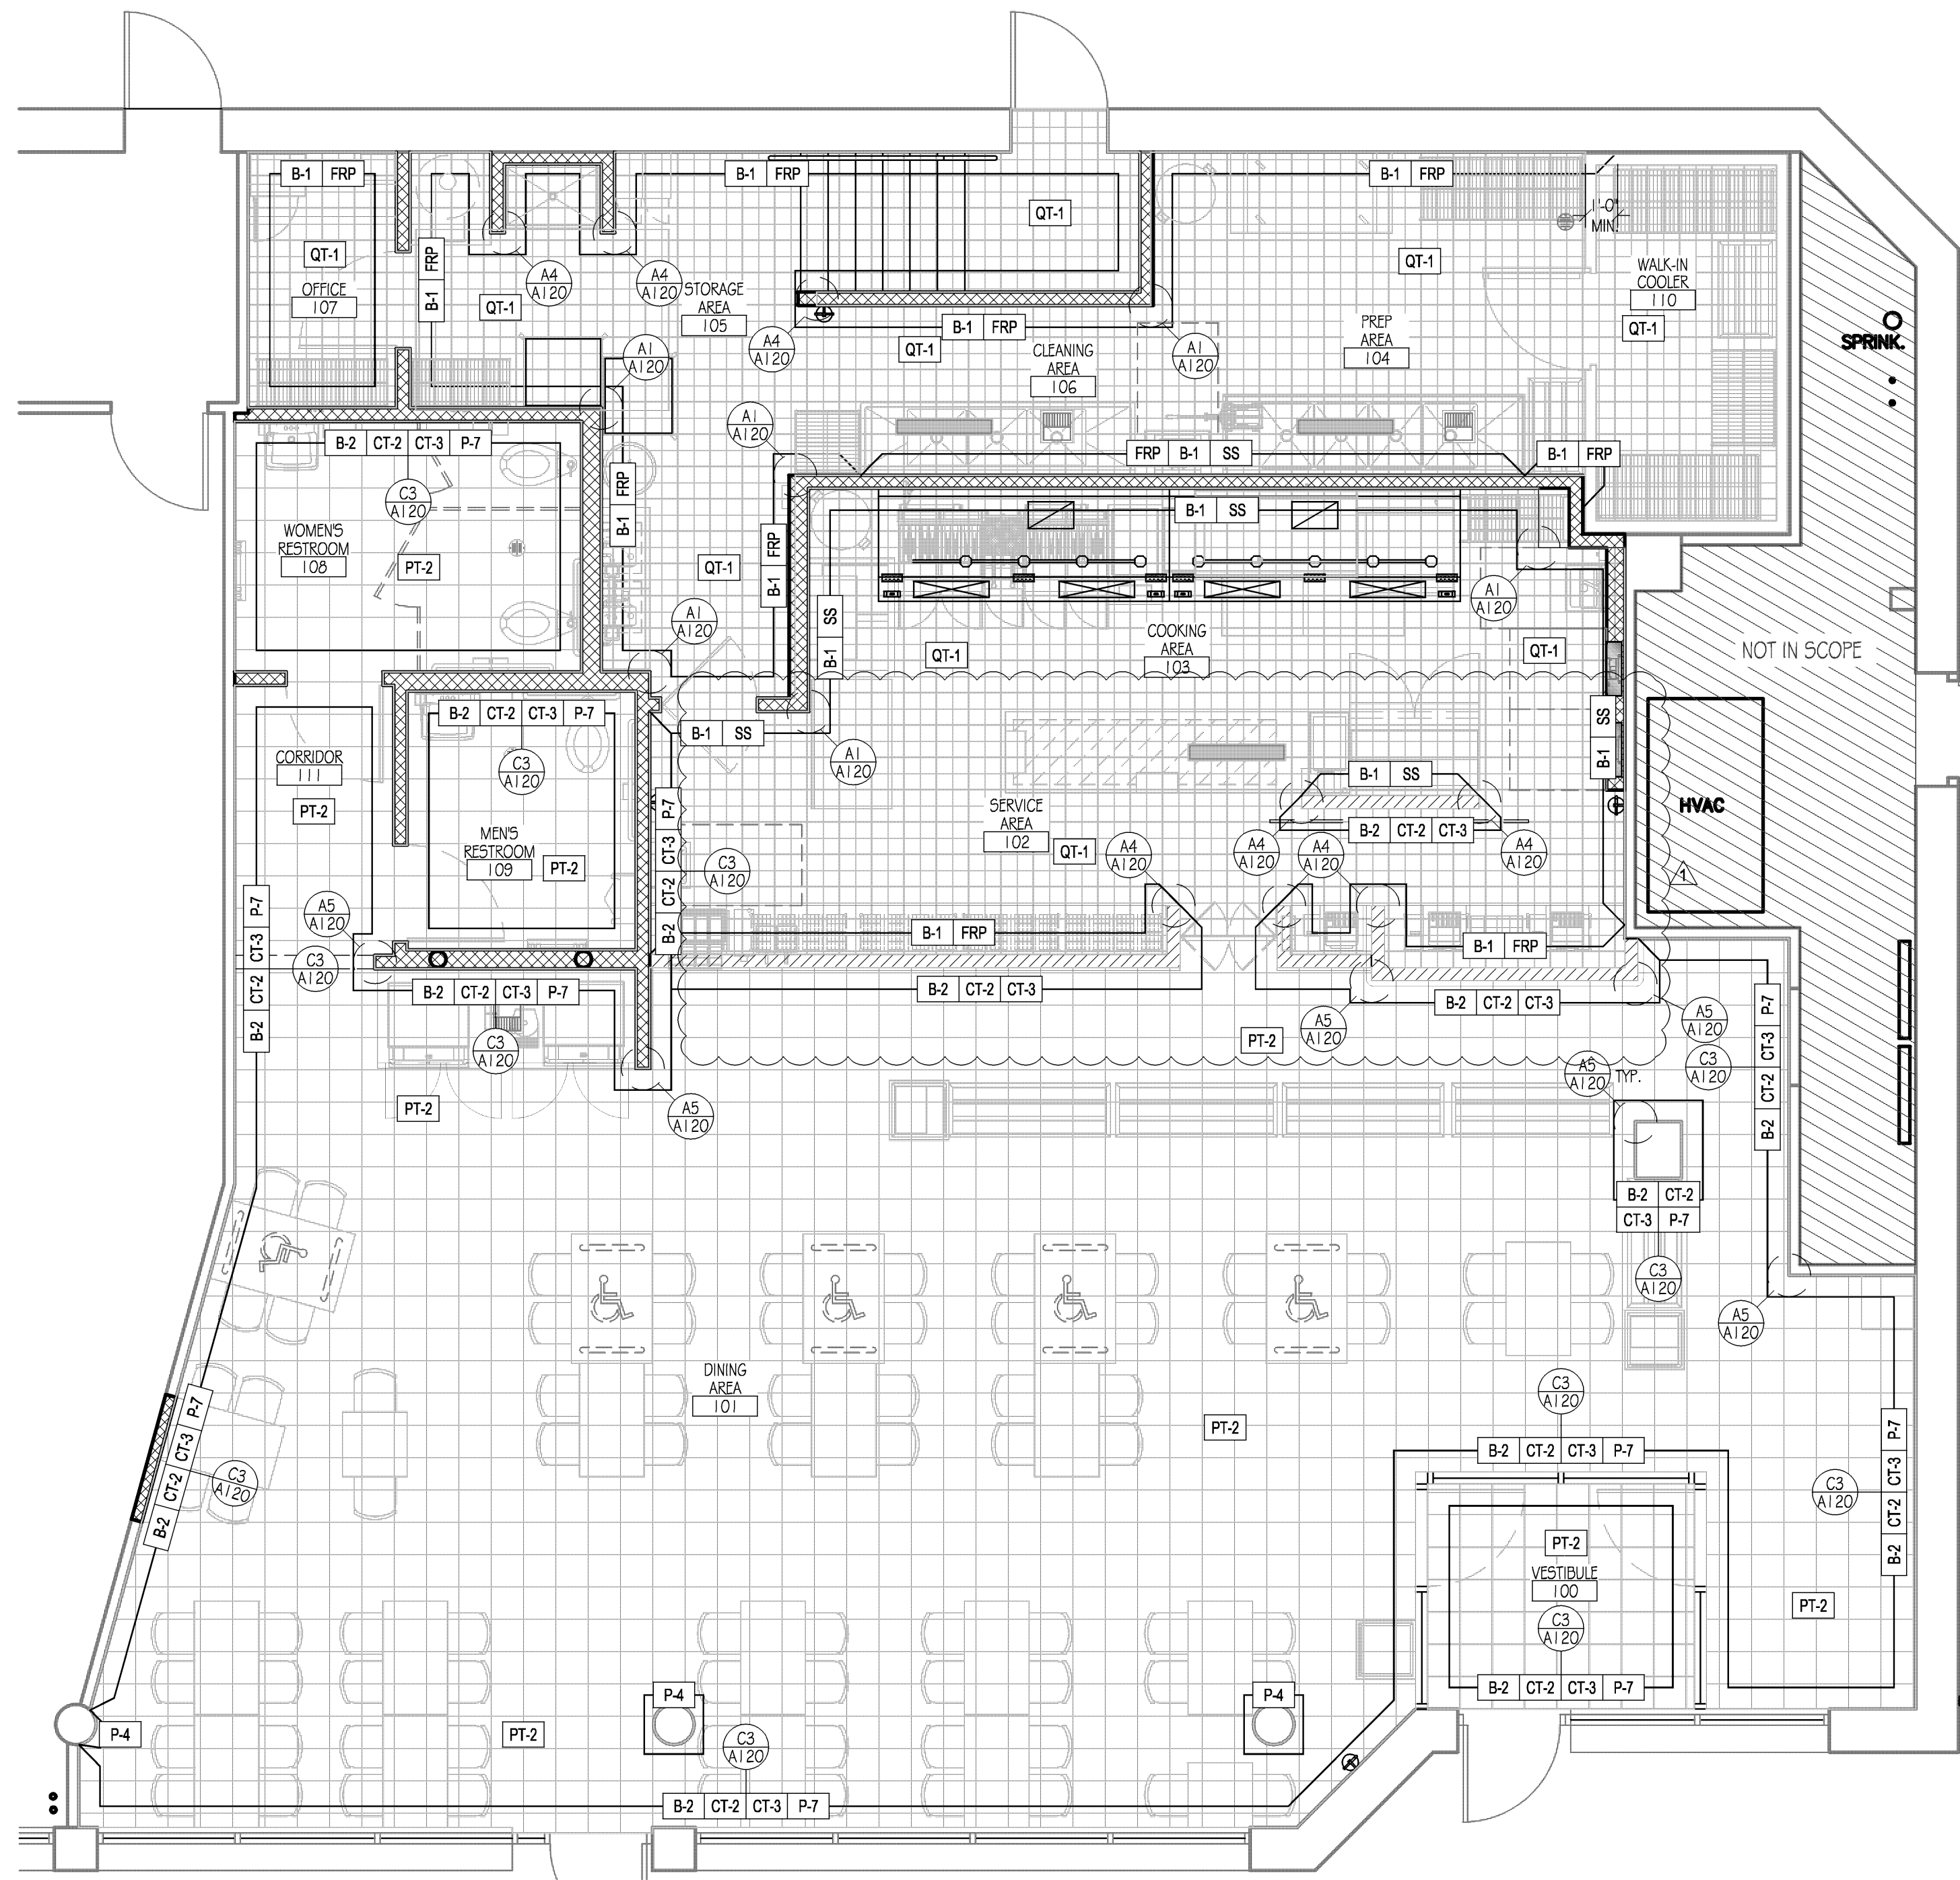 B-1 FRP
B-1 FRP
B-1 FRP
QT-1
1'-0"
MIN.
QT-1
OFFICE
107
B-1 FRP
A4
A120
A4
A120
QT-1
STORAGE
AREA
105
QT-1
WALK-IN
COOLER
110
QT-1
SPRINK.
B-1 FRP
A4
A120
QT-1
CLEANING
AREA
106
A1
A120
PREP
AREA
104
A1
A120
A1
A120
B-2 CT-2 CT-3 P-7
C3
A120
FRP B-1 SS
B-1 FRP
B-1 FRP
B-1 FRP
B-1 SS
WOMEN'S
RESTROOM
108
PT-2
QT-1
A1
A120
A1
A120
B-1 SS
QT-1
COOKING
AREA
103
QT-1
NOT IN SCOPE
B-2 CT-2 CT-3 P-7
B-1 SS
A1
A120
B-1 SS
CORRIDOR
111
PT-2
C3
A120
B-1 SS
HVAC
1
MEN'S
RESTROOM
109
PT-2
B-2 CT-2 CT-3 P-7
C3
A120
SERVICE
AREA
102
QT-1
A4
A120
B-2 CT-2 CT-3
A4
A120
A4
A120
A4
A120
A5
A120
B-2 CT-2 CT-3 P-7
C3
A120
B-1 FRP
B-1 FRP
B-2 CT-2 CT-3 P-7
C3
A120
B-2 CT-2 CT-3
B-2 CT-2 CT-3
A5
A120
A5
A120
PT-2
B-2 CT-2 CT-3 P-7
C3
A120
A5
A120
TYP.
PT-2
A5
A120
B-2 CT-2
CT-3 P-7
C3
A120
A5
A120
DINING
AREA
101
PT-2
C3
A120
B-2 CT-2 CT-3 P-7
B-2 CT-2 CT-3 P-7
C3
A120
B-2 CT-2 CT-3 P-7
C3
A120
PT-2
VESTIBULE
100
C3
A120
B-2 CT-2 CT-3 P-7
PT-2
P-4
PT-2
P-4
P-4
C3
A120
B-2 CT-2 CT-3 P-7